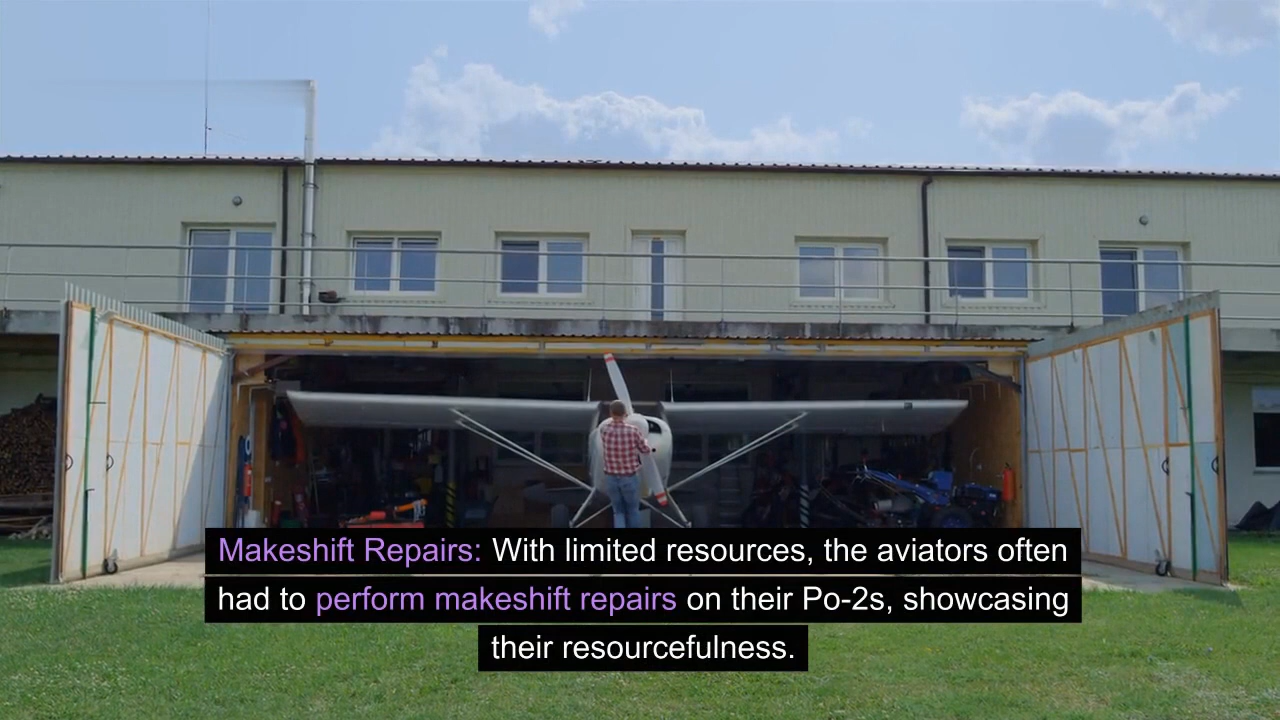 Makeshift Repairs: With limited resources, the aviators often
had to perform makeshift repairs on their Po-2s, showcasing
their resourcefulness.